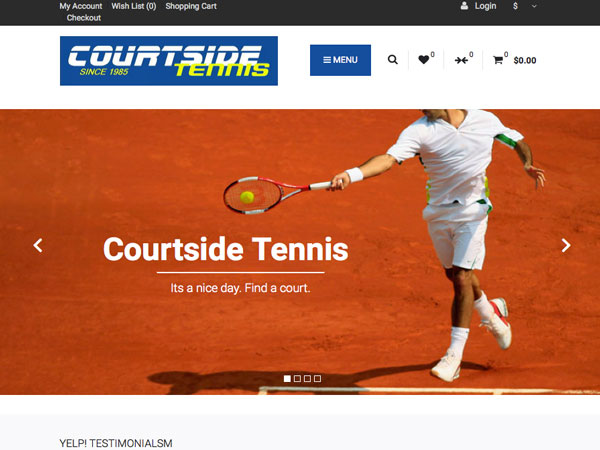 My Account Wish List (0) Shopping Cart
Checkout
Login $
COURTSIDE
SINCE 1985 TENNIS
MENU
0 0 0 $0.00
Courtside Tennis
Its a nice day. Find a court.
YELP! TESTIMONIALSM